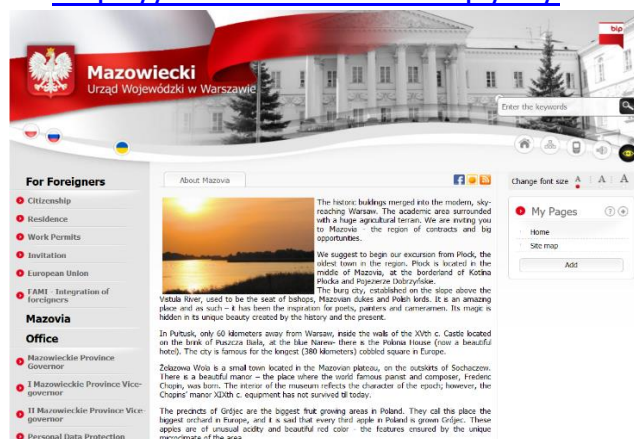 bip
Mazowiecki
Urząd Wojewódzki w Warszawie
Enter the keywords
For Foreigners
Citizenship
Residence
Work Permits
Invitation
European Union
FAMI - Integration of
foreigners
Mazovia
Office
Mazowieckie Province
Governor
I Mazowieckie Province Vice-
governor
II Mazowieckie Province Vice-
governor
Personal Data Protection
About Mazovia
The historic buildings merged into the modern, sky-
reaching Warsaw. The academic area surrounded
with a huge agricultural terrain. We are inviting you
to Mazovia - the region of contracts and big
opportunities.
We suggest to begin our excursion from Płock, the
oldest town in the region. Płock is located in the
middle of Mazovia, at the borderland of Kotlina
Płocka and Pojezierze Dobrzyńskie.
The burg city, established on the slope above the
Vistula River, used to be the seat of bishops, Mazovian dukes and Polish lords. It is an amazing
place and as such – it has been the inspiration for poets, painters and cameramen. Its magic is
hidden in its unique beauty created by the history and the present.
In Pułtusk, only 60 kilometers away from Warsaw, inside the walls of the XVth c. Castle located
on the brink of Puszcza Biała, at the blue Narew- there is the Polonia House (now a beautiful
hotel). The city is famous for the longest (380 kilometers) cobbled square in Europe.
Żelazowa Wola is a small town located in the Mazovian plateau, on the outskirts of Sochaczew.
There is a beautiful manor – the place where the world famous pianist and composer, Frederic
Chopin, was born. The interior of the museum reflects the character of the epoch; however, the
Chopins' manor XIXth c. equipment has not survived til today.
The precincts of Grójec are the biggest fruit growing areas in Poland. They call this place the
biggest orchard in Europe, and it is said that every third apple in Poland is grown Grójec. These
apples are of unusual acidity and beautiful red color - the features ensured by the unique
microclimate of the area.
Change font size A | A | A
My Pages
Home
Site map
Add